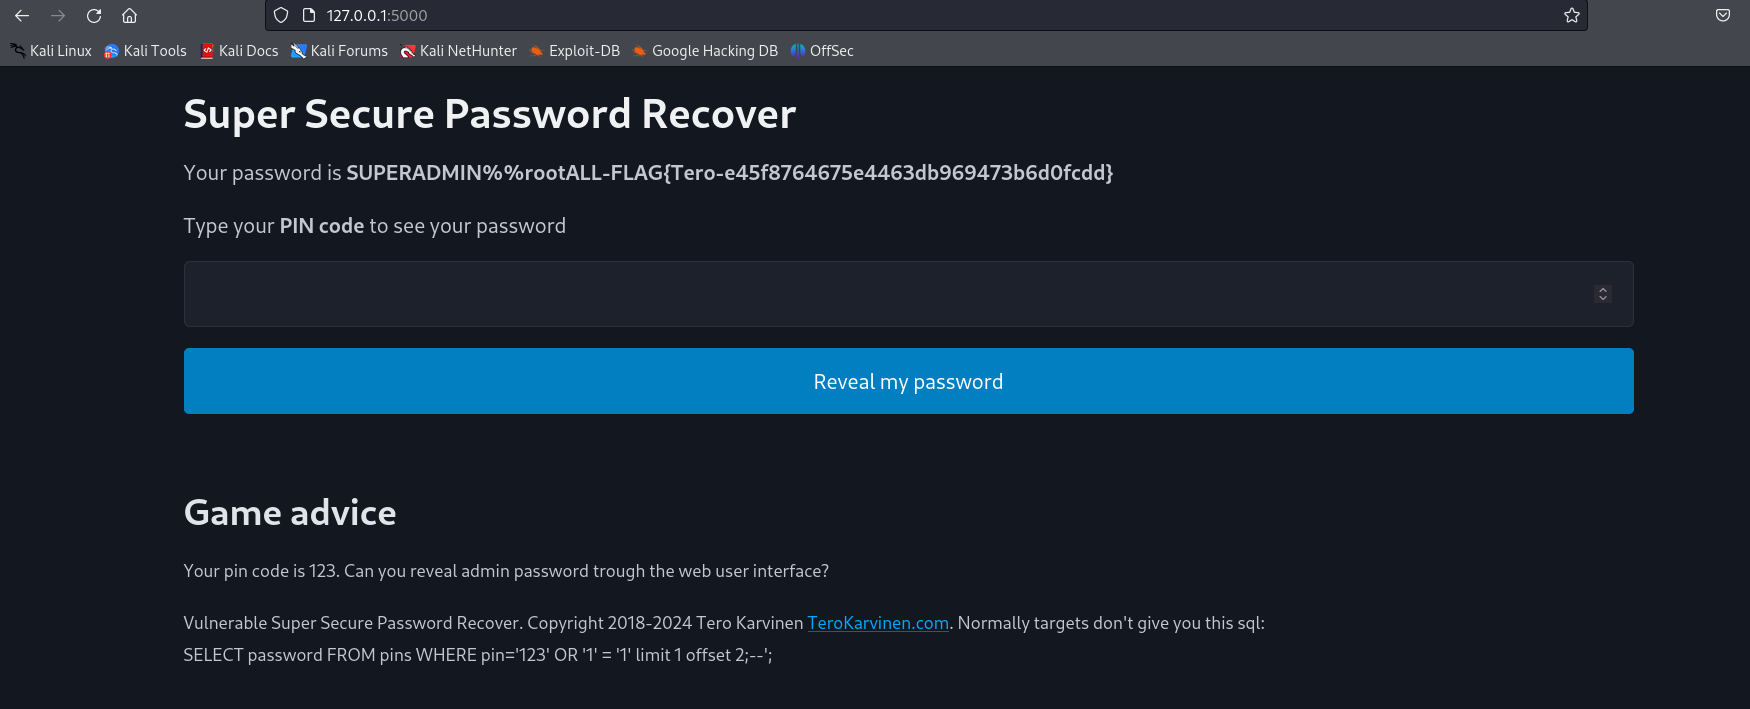 127.0.0.1:5000
Kali Linux Kali Tools Kali Docs Kali Forums Kali NetHunter Exploit-DB Google Hacking DB OffSec
Super Secure Password Recover
Your password is SUPERADMIN%%rootALL-FLAG{Tero-e45f8764675e4463db969473b6d0fcdd}
Type your PIN code to see your password
Reveal my password
Game advice
Your pin code is 123. Can you reveal admin password trough the web user interface?
Vulnerable Super Secure Password Recover. Copyright 2018-2024 Tero Karvinen TeroKarvinen.com. Normally targets don't give you this sql:
SELECT password FROM pins WHERE pin='123' OR '1' = '1' limit 1 offset 2;--';